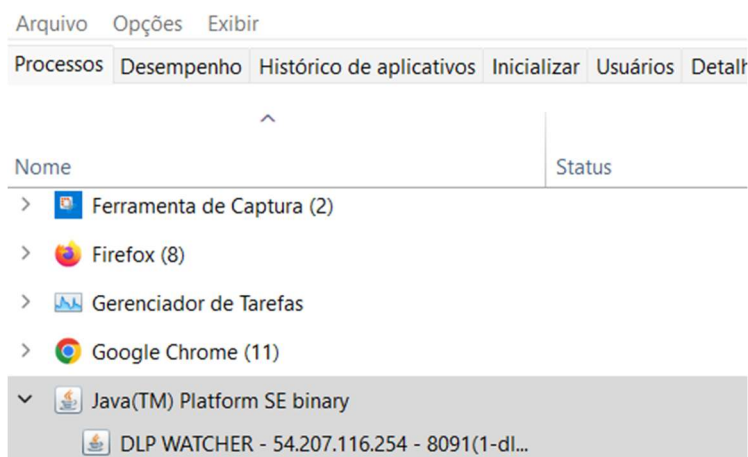 Arquivo Opções Exibir
Processos Desempenho Histórico de aplicativos Inicializar Usuários
Nome Status
Ferramenta de Captura (2)
Firefox (8)
Gerenciador de Tarefas
Google Chrome (11)
Java(TM) Platform SE binary
DLP WATCHER - 54.207.116.254 - 8091(1-dl...